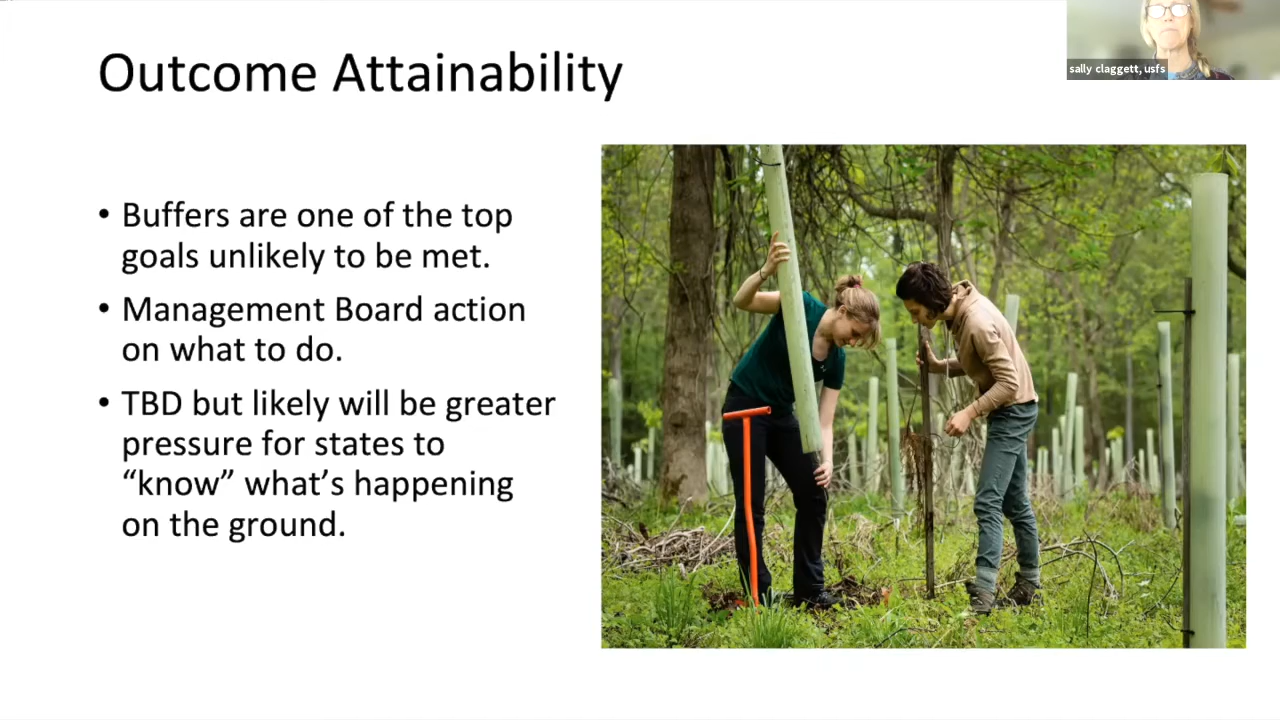 sally claggett, usfs
Outcome Attainability
• Buffers are one of the top
goals unlikely to be met.
• Management Board action
on what to do.
• TBD but likely will be greater
pressure for states to
“know” what’s happening
on the ground.